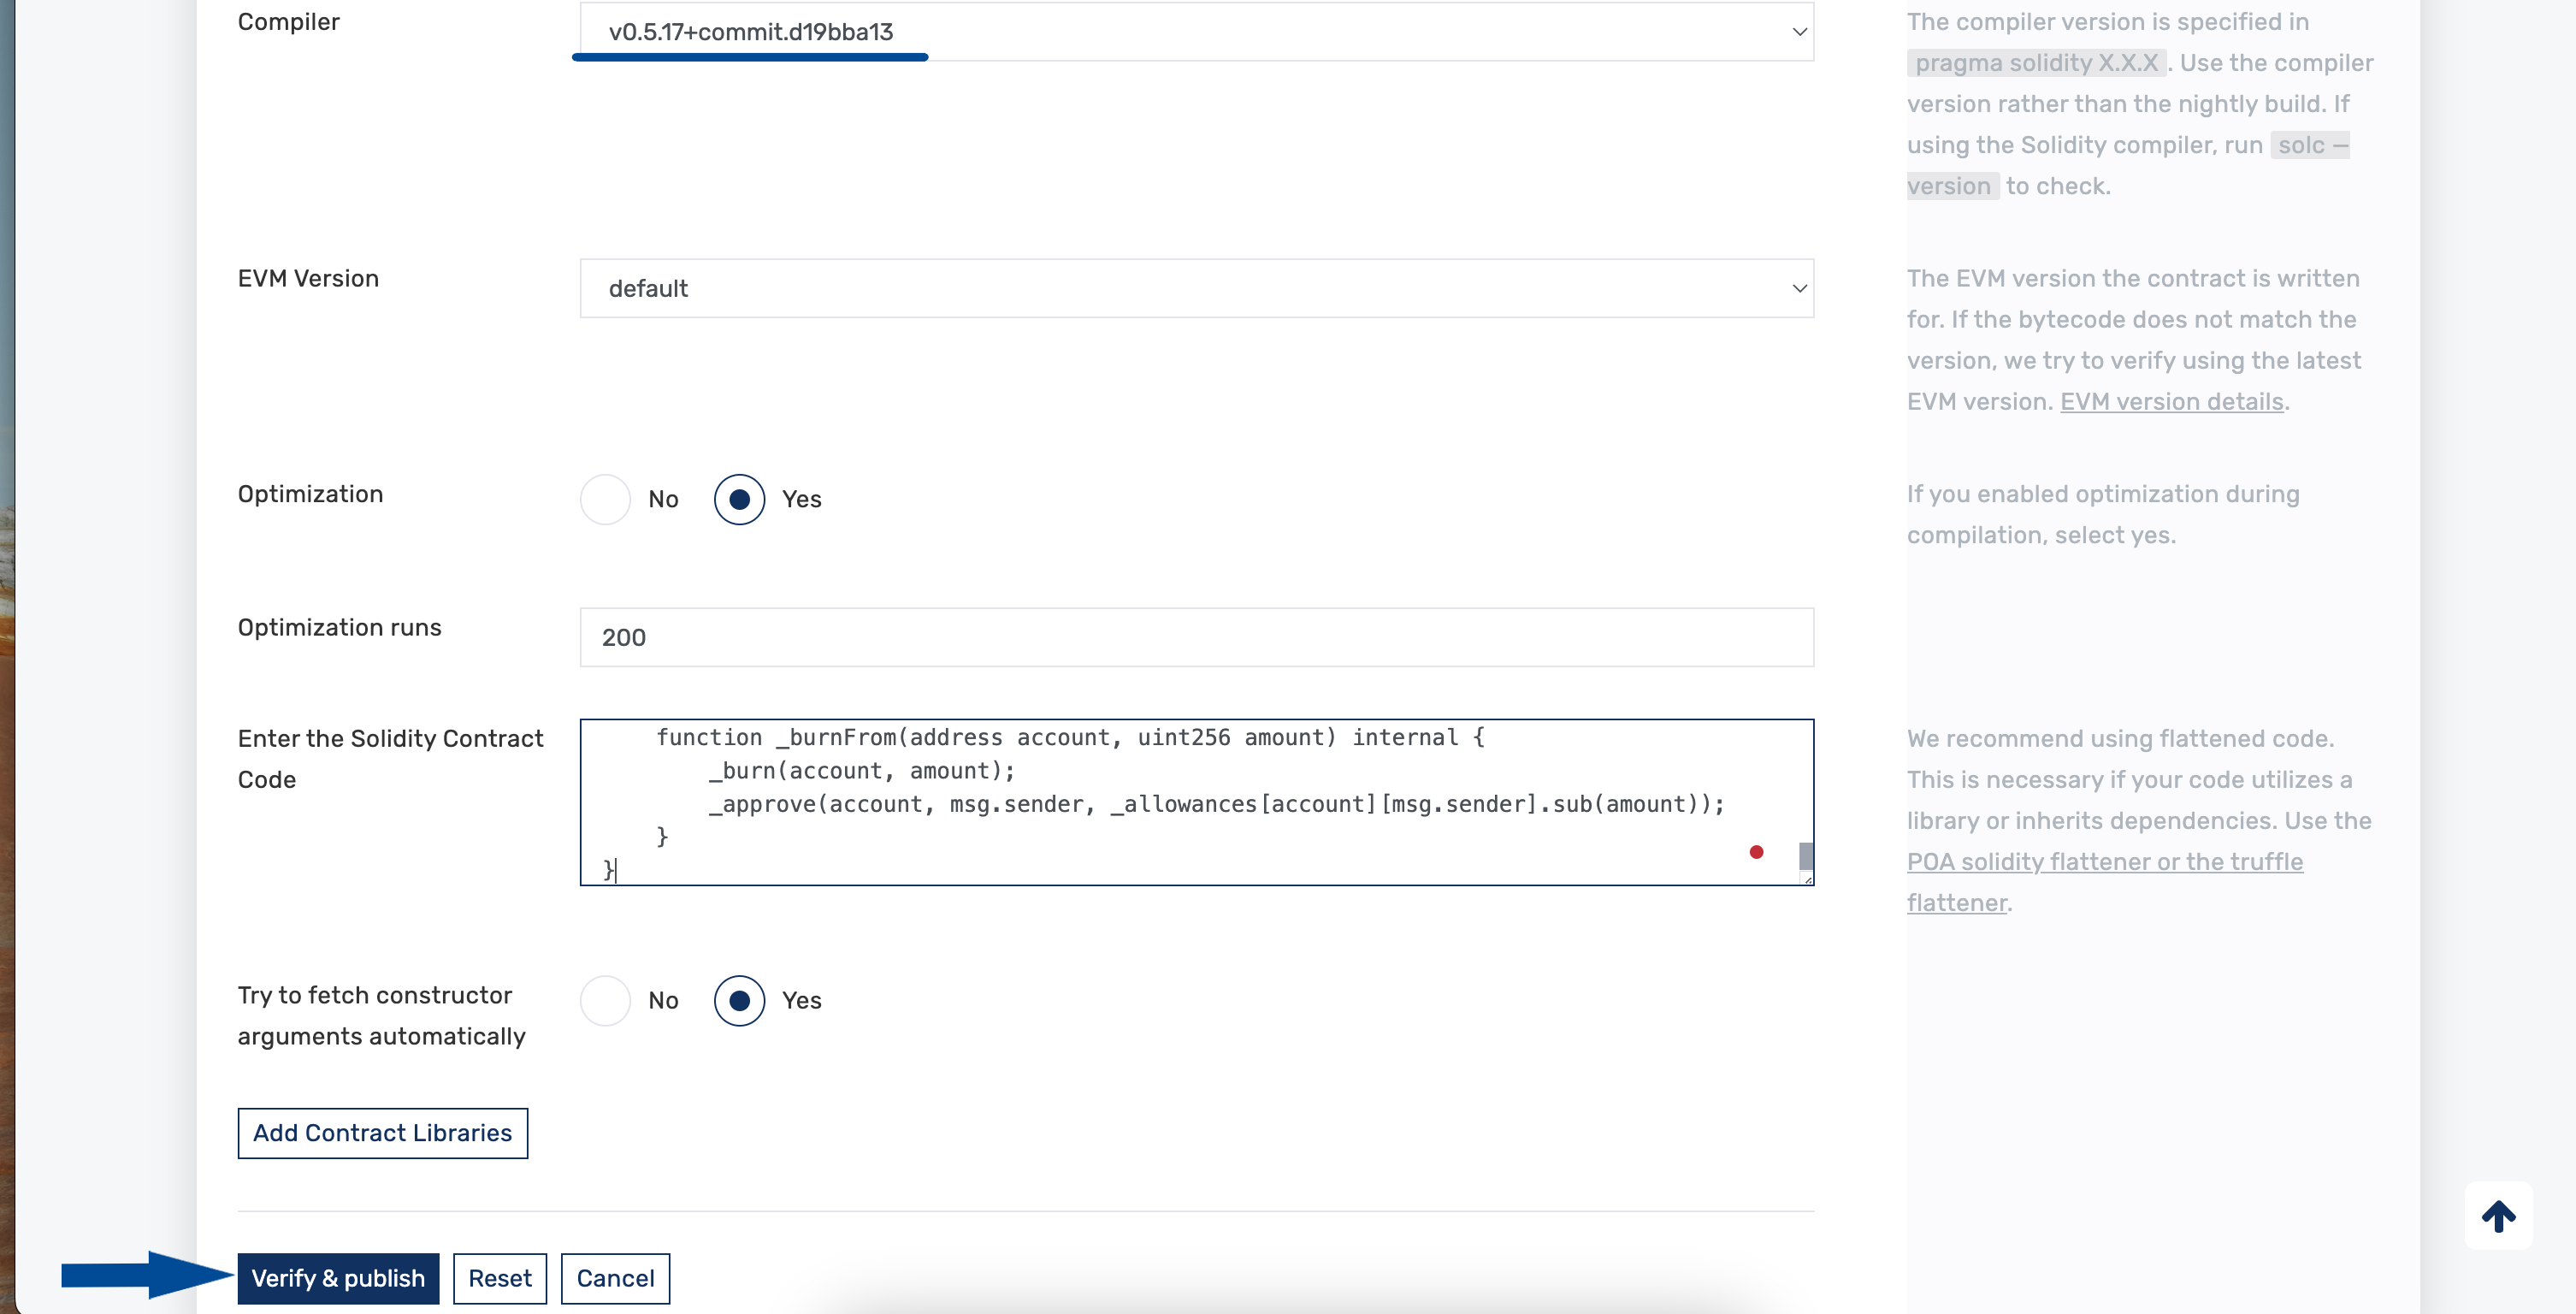 Compiler
v0.5.17+commit.d19bba13
The compiler version is specified in
pragma solidity X.X.X . Use the compiler
version rather than the nightly build. If
using the Solidity compiler, run solc —
version to check.
EVM Version
default
The EVM version the contract is written
for. If the bytecode does not match the
version, we try to verify using the latest
EVM version. EVM version details.
Optimization
No
Yes
If you enabled optimization during
compilation, select yes.
Optimization runs
200
Enter the Solidity Contract
Code
function _burnFrom(address account, uint256 amount) internal {
_burn(account, amount);
_approve(account, msg.sender, _allowances[account][msg.sender].sub(amount));
}
}
We recommend using flattened code.
This is necessary if your code utilizes a
library or inherits dependencies. Use the
POA solidity flattener or the truffle
flattener.
Try to fetch constructor
arguments automatically
No
Yes
Add Contract Libraries
Verify & publish
Reset
Cancel